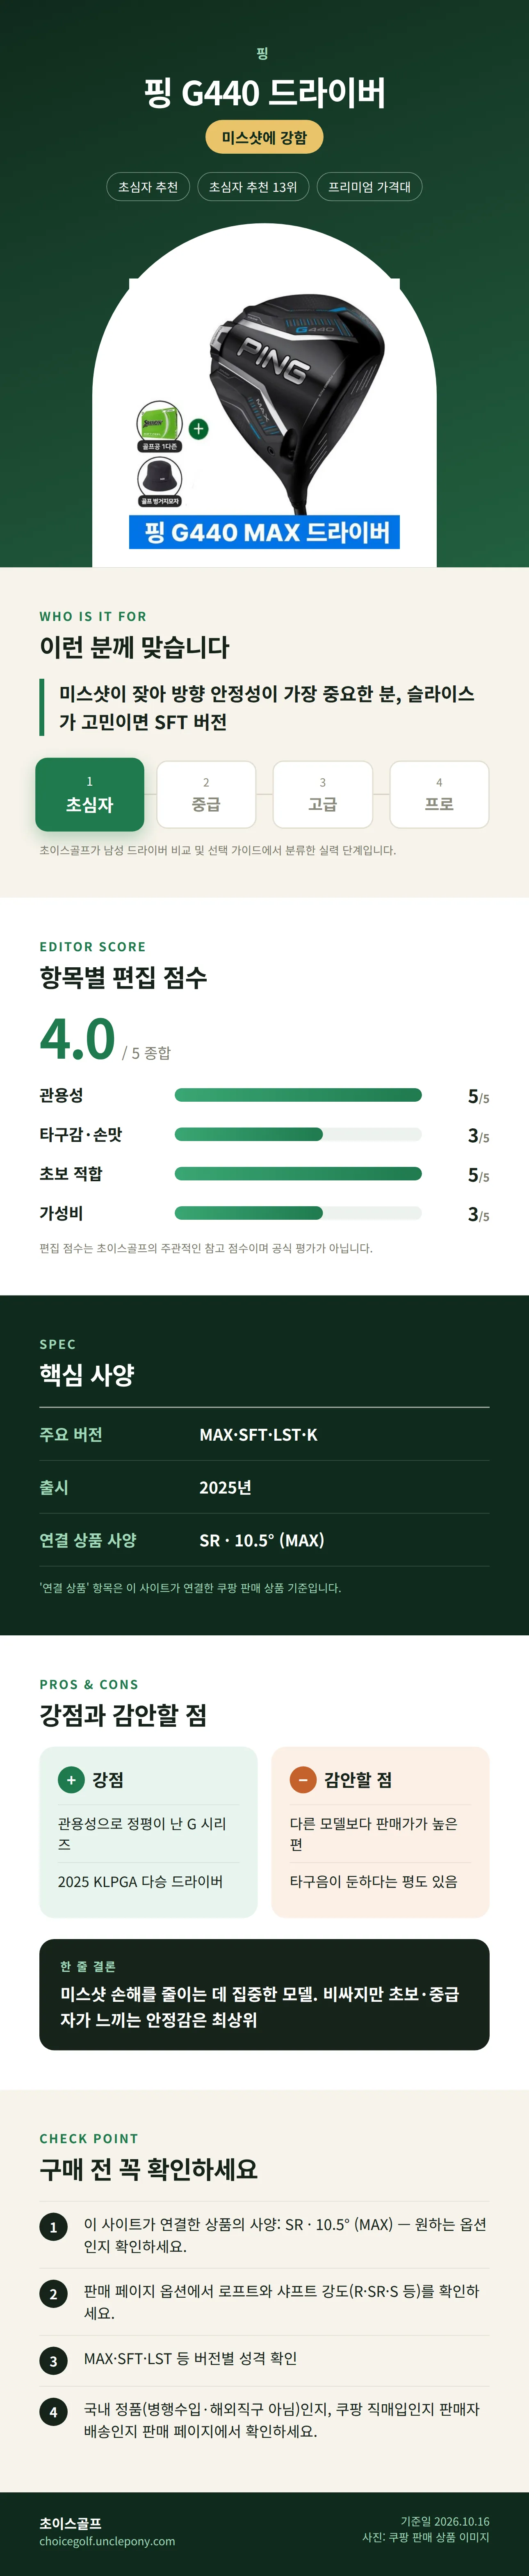 핑
핑 G440 드라이버
미스샷에 강함
초심자 추천
초심자 추천 13위
프리미엄 가격대
G440
PING
MAX
SRIXON
골프공 1다즌
+
골프 벙거지모자
핑 G440 MAX 드라이버
WHO IS IT FOR
이런 분께 맞습니다
미스샷이 잦아 방향 안정성이 가장 중요한 분, 슬라이스
가 고민이면 SFT 버전
1
초심자
2
중급
3
고급
4
프로
초이스골프가 남성 드라이버 비교 및 선택 가이드에서 분류한 실력 단계입니다.
EDITOR SCORE
항목별 편집 점수
4.0 / 5 종합
관용성 5/5
타구감·손맛 3/5
초보 적합 5/5
가성비 3/5
편집 점수는 초이스골프의 주관적인 참고 점수이며 공식 평가가 아닙니다.
SPEC
핵심 사양
주요 버전 MAX·SFT·LST·K
출시 2025년
연결 상품 사양 SR · 10.5° (MAX)
'연결 상품' 항목은 이 사이트가 연결한 쿠팡 판매 상품 기준입니다.
PROS & CONS
강점과 감안할 점
+ 강점
관용성으로 정평이 난 G 시리
즈
2025 KLPGA 다승 드라이버
− 감안할 점
다른 모델보다 판매가가 높은
편
타구음이 둔하다는 평도 있음
한 줄 결론
미스샷 손해를 줄이는 데 집중한 모델. 비싸지만 초보·중급
자가 느끼는 안정감은 최상위
CHECK POINT
구매 전 꼭 확인하세요
1 이 사이트가 연결한 상품의 사양: SR · 10.5° (MAX) — 원하는 옵션
인지 확인하세요.
2 판매 페이지 옵션에서 로프트와 샤프트 강도(R·SR·S 등)를 확인하
세요.
3 MAX·SFT·LST 등 버전별 성격 확인
4 국내 정품(병행수입·해외직구 아님)인지, 쿠팡 직매입인지 판매자
배송인지 판매 페이지에서 확인하세요.
초이스골프
choicegolf.unclepony.com
기준일 2026.10.16
사진: 쿠팡 판매 상품 이미지